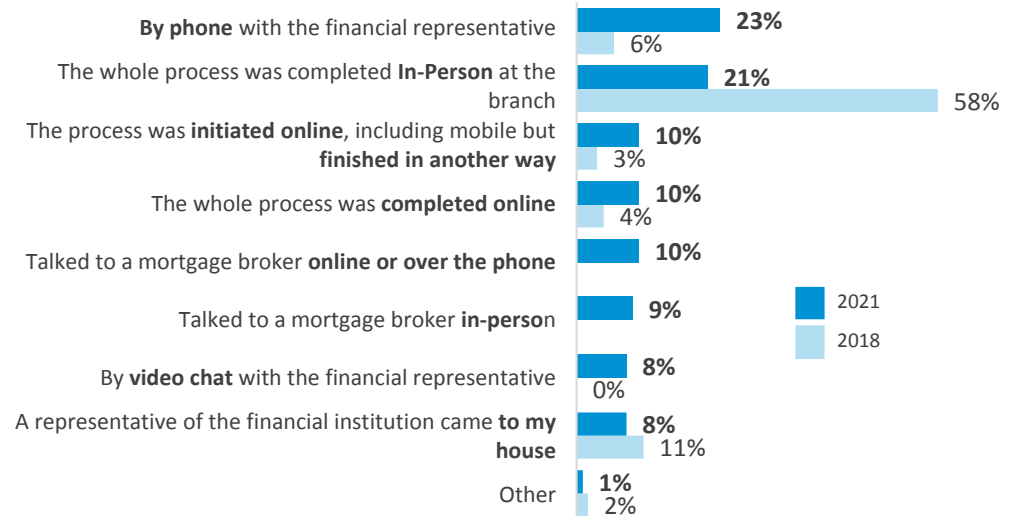 By phone with the financial representative
23%
6%
The whole process was completed In-Person at the
branch
21%
58%
The process was initiated online, including mobile but
finished in another way
10%
3%
The whole process was completed online
10%
4%
Talked to a mortgage broker online or over the phone
10%
Talked to a mortgage broker in-person
9%
By video chat with the financial representative
8%
0%
A representative of the financial institution came to my
house
8%
11%
Other
1%
2%
2021
2018